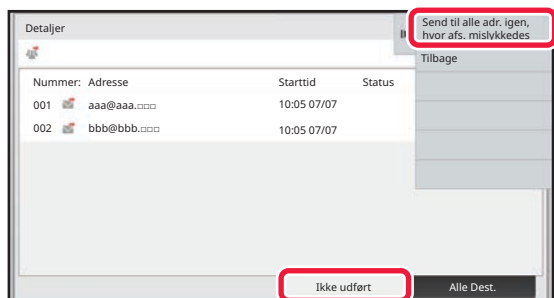 Detaljer
Send til alle adr. igen,
hvor afs. mislykkedes
Tilbage
Nummer: Adresse Starttid Status
001 aaa@aaa.□□□ 10:05 07/07
002 bbb@bbb.□□□ 10:05 07/07
Ikke udført Alle Dest.